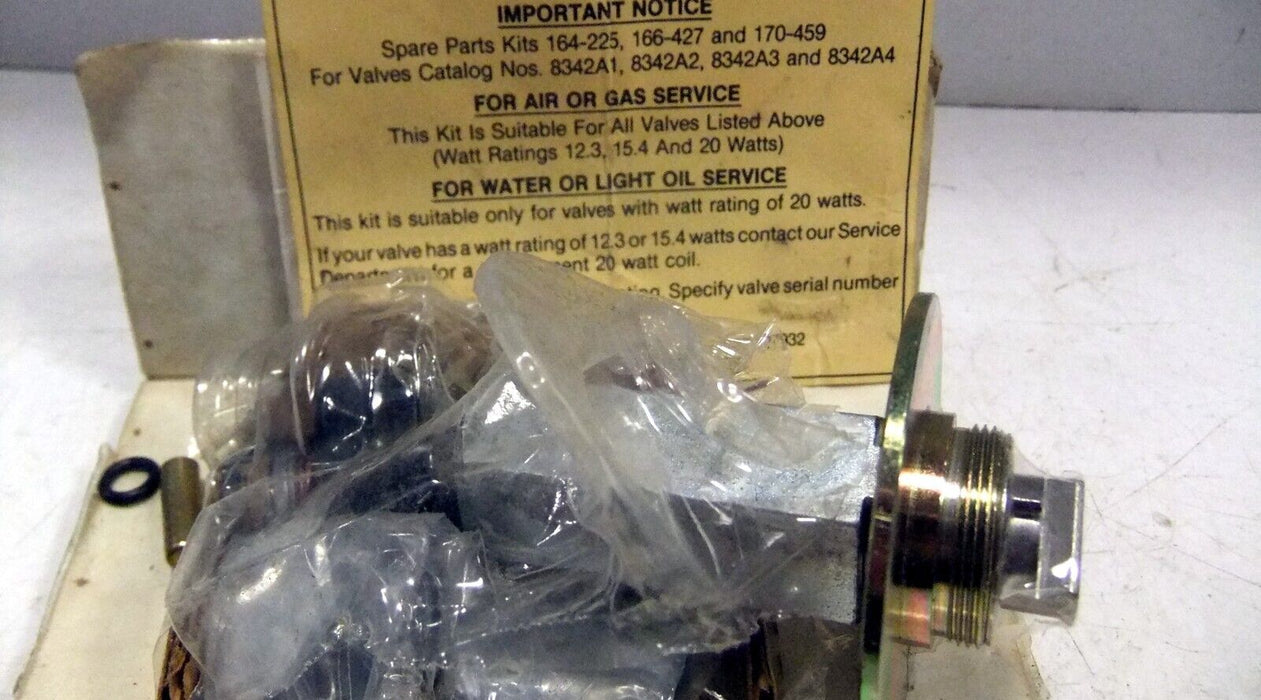 IMPORTANT NOTICE
Spare Parts Kits 164-225, 166-427 and 170-459
For Valves Catalog Nos. 8342A1, 8342A2, 8342A3 and 8342A4
FOR AIR OR GAS SERVICE
This Kit Is Suitable For All Valves Listed Above
(Watt Ratings 12.3, 15.4 And 20 Watts)
FOR WATER OR LIGHT OIL SERVICE
This kit is suitable only for valves with watt rating of 20 watts.
If your valve has a watt rating of 12.3 or 15.4 watts contact our Service
for a 20 watt coil.
Specify valve serial number